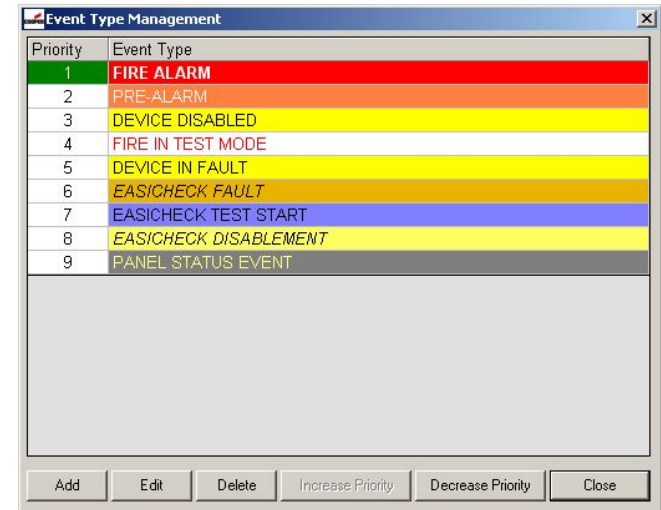 COOPER Event Type Management
Priority Event Type
1 FIRE ALARM
2 PRE-ALARM
3 DEVICE DISABLED
4 FIRE IN TEST MODE
5 DEVICE IN FAULT
6 EASICHECK FAULT
7 EASICHECK TEST START
8 EASICHECK DISABLEMENT
9 PANEL STATUS EVENT
Add Edit Delete Increase Priority Decrease Priority Close